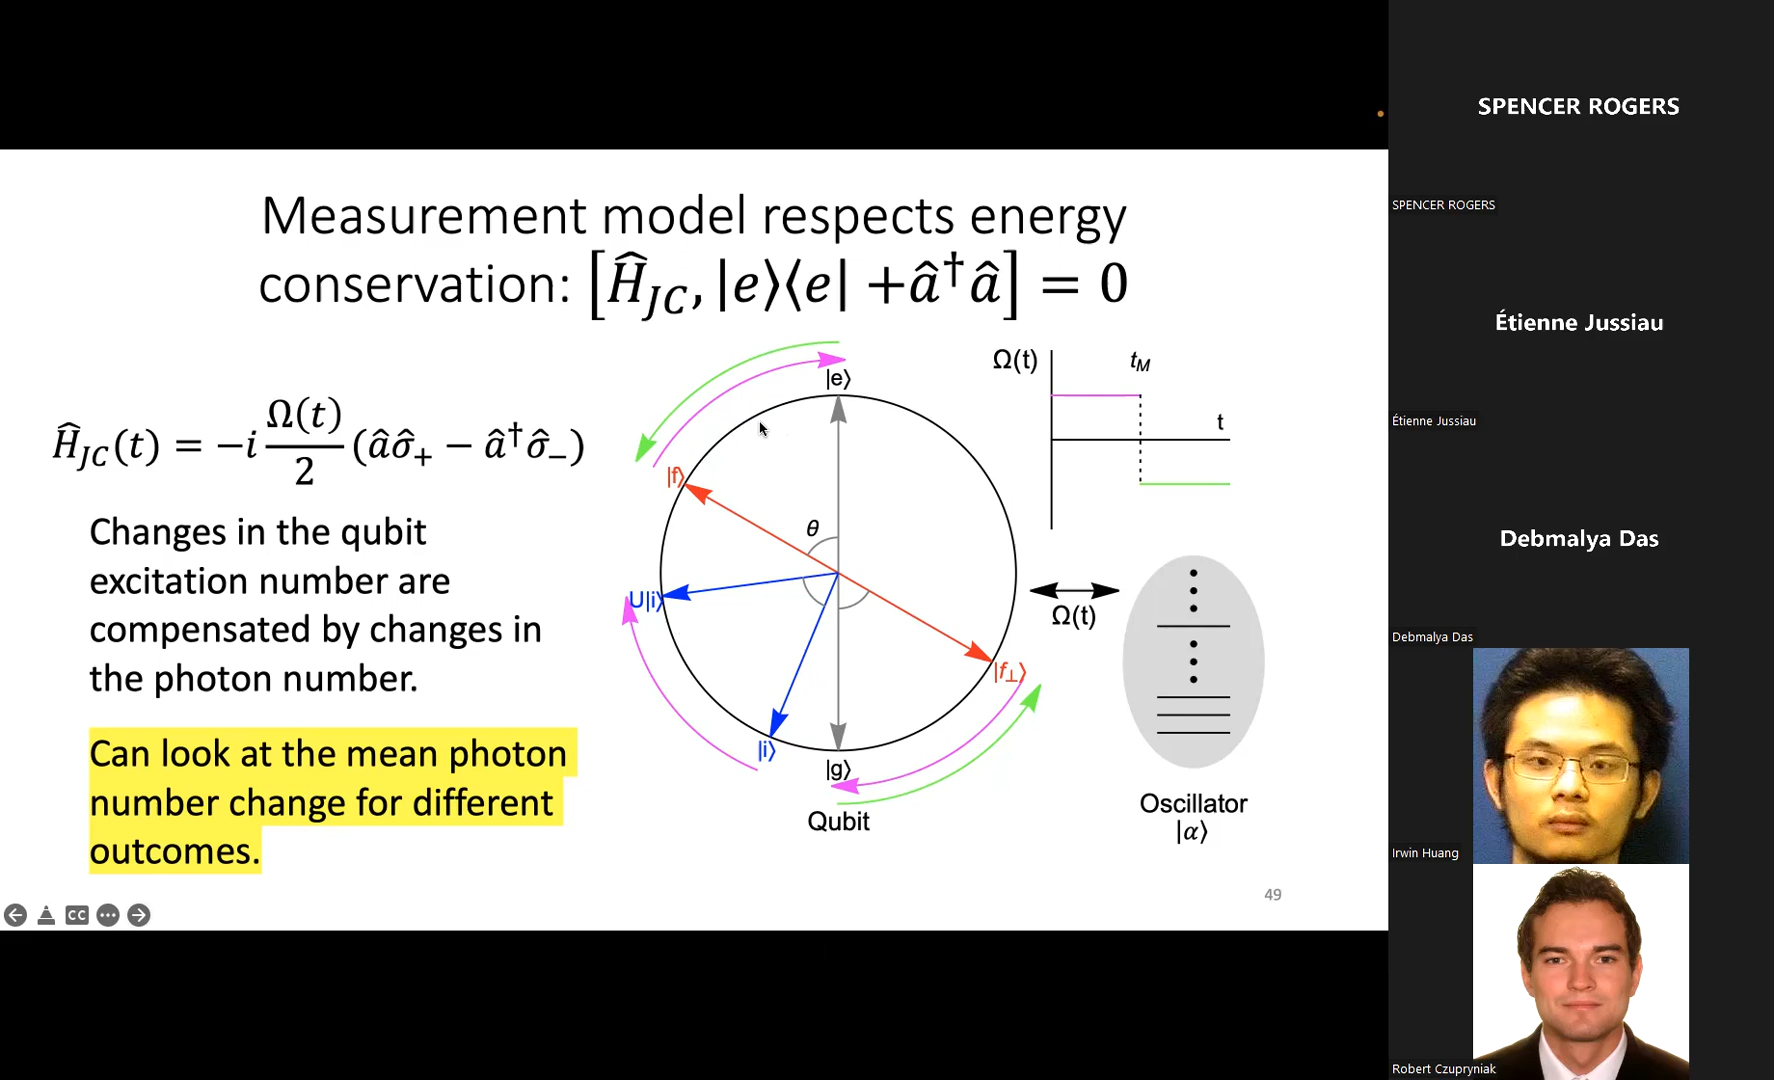 Measurement model respects energy
conservation: [Ĥ_JC, |e⟩⟨e| + â†â] = 0
Ĥ_JC(t) = −i Ω(t)/2 (âσ̂₊ − â†σ̂₋)
Changes in the qubit
excitation number are
compensated by changes in
the photon number.
Can look at the mean photon
number change for different
outcomes.
|e⟩
|f⟩
θ
U|i⟩
|i⟩
|g⟩
|f⊥⟩
Qubit
Ω(t)
t_M
t
Ω(t)
Oscillator
|α⟩
49
CC
SPENCER ROGERS
SPENCER ROGERS
Étienne Jussiau
Étienne Jussiau
Debmalya Das
Debmalya Das
Irwin Huang
Robert Czupryniak